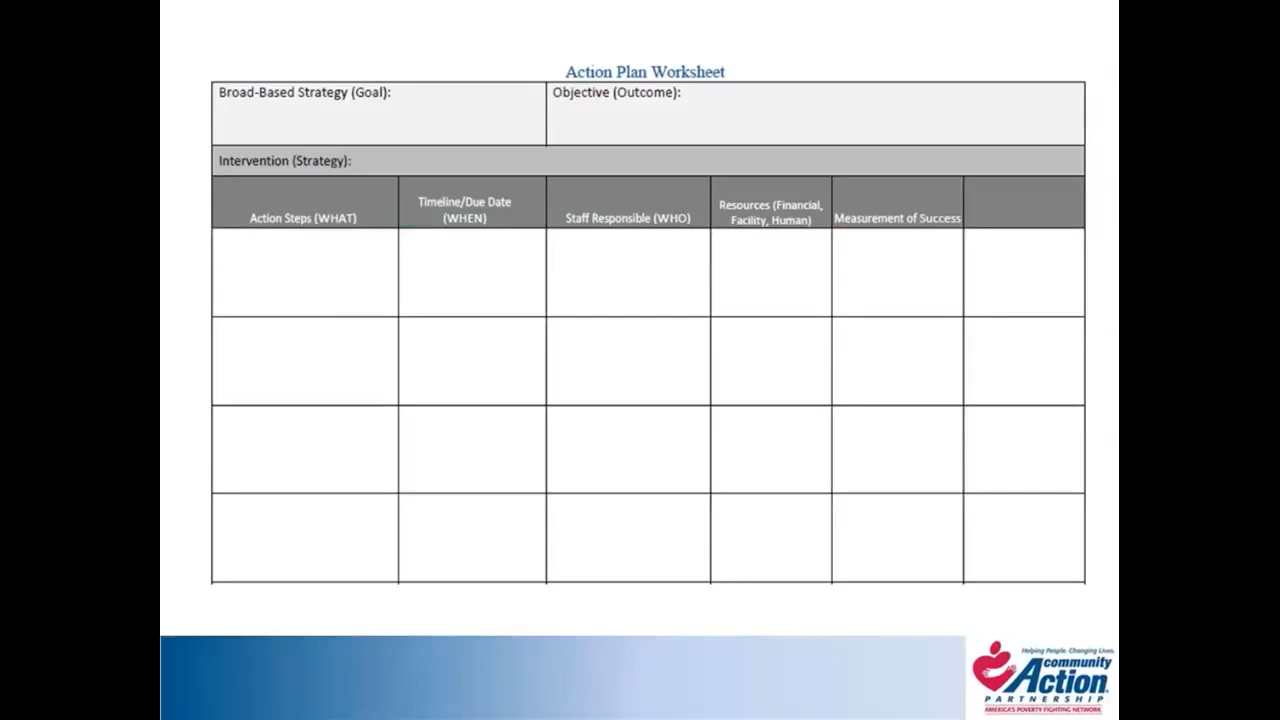 Action Plan Worksheet
Broad-Based Strategy (Goal):
Objective (Outcome):
Intervention (Strategy):
Action Steps (WHAT)
Timeline/Due Date
(WHEN)
Staff Responsible (WHO)
Resources (Financial,
Facility, Human)
Measurement of Success
Helping People. Changing Lives.
community
Action
PARTNERSHIP
AMERICA'S POVERTY FIGHTING NETWORK